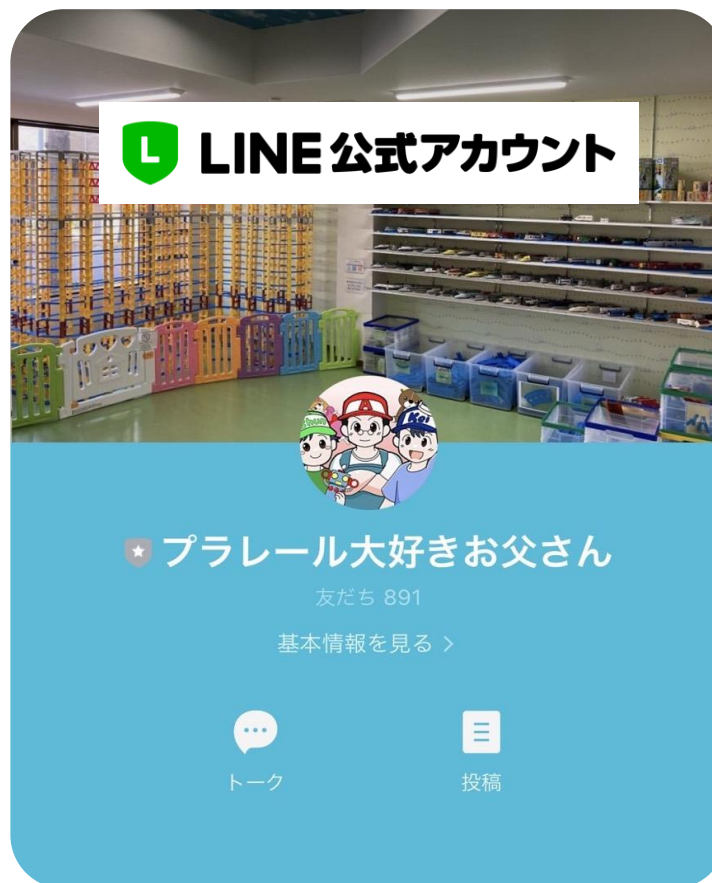 L LINE公式アカウント
A
Kei
プラレール大好きお父さん
友だち 891
基本情報を見る >
トーク
投稿